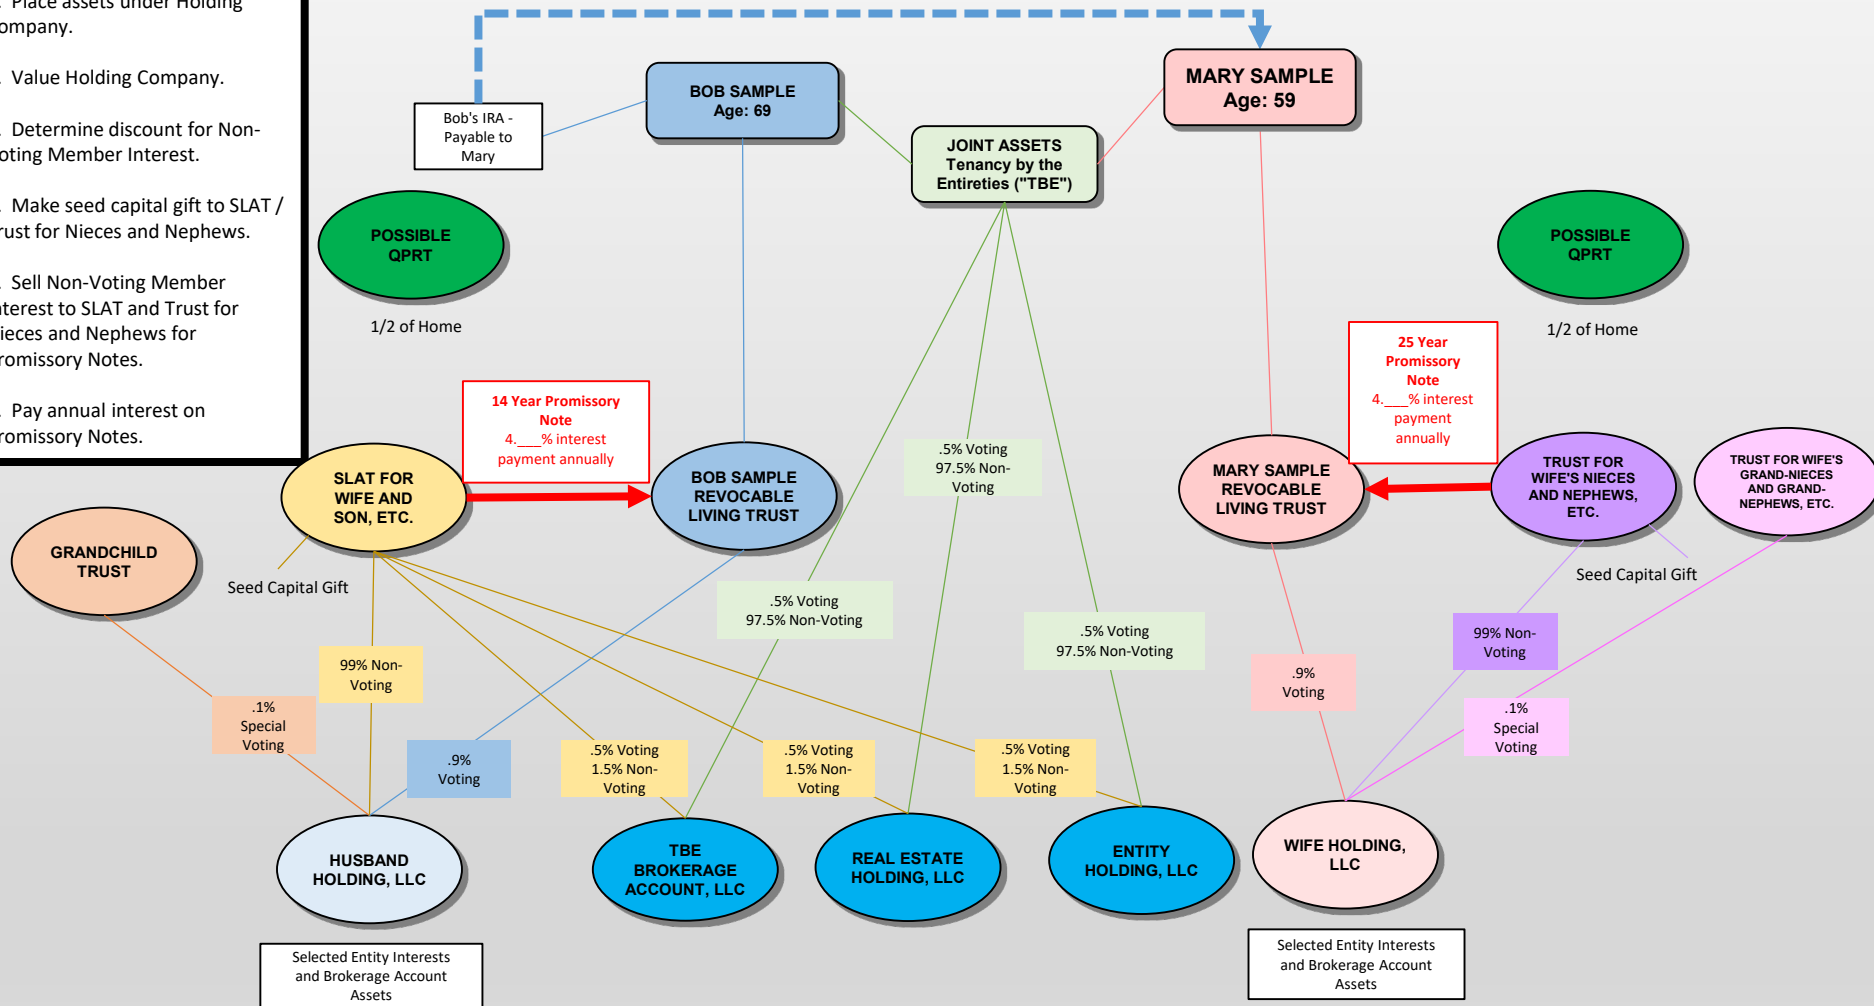 . Place assets under Holding
ompany.
. Value Holding Company.
. Determine discount for Non-
oting Member Interest.
. Make seed capital gift to SLAT /
rust for Nieces and Nephews.
. Sell Non-Voting Member
nterest to SLAT and Trust for
ieces and Nephews for
romissory Notes.
. Pay annual interest on
romissory Notes.
Bob's IRA -
Payable to
Mary
BOB SAMPLE
Age: 69
MARY SAMPLE
Age: 59
JOINT ASSETS
Tenancy by the
Entireties ("TBE")
POSSIBLE
QPRT
1/2 of Home
POSSIBLE
QPRT
1/2 of Home
14 Year Promissory
Note
4.___% interest
payment annually
25 Year
Promissory
Note
4.___% interest
payment
annually
SLAT FOR
WIFE AND
SON, ETC.
BOB SAMPLE
REVOCABLE
LIVING TRUST
.5% Voting
97.5% Non-
Voting
MARY SAMPLE
REVOCABLE
LIVING TRUST
TRUST FOR
WIFE'S NIECES
AND NEPHEWS,
ETC.
TRUST FOR WIFE'S
GRAND-NIECES
AND GRAND-
NEPHEWS, ETC.
GRANDCHILD
TRUST
Seed Capital Gift
Seed Capital Gift
.5% Voting
97.5% Non-Voting
.5% Voting
97.5% Non-Voting
99% Non-
Voting
99% Non-
Voting
.1%
Special
Voting
.9%
Voting
.5% Voting
1.5% Non-
Voting
.5% Voting
1.5% Non-
Voting
.5% Voting
1.5% Non-
Voting
.9%
Voting
.1%
Special
Voting
HUSBAND
HOLDING, LLC
TBE
BROKERAGE
ACCOUNT, LLC
REAL ESTATE
HOLDING, LLC
ENTITY
HOLDING, LLC
WIFE HOLDING,
LLC
Selected Entity Interests
and Brokerage Account
Assets
Selected Entity Interests
and Brokerage Account
Assets